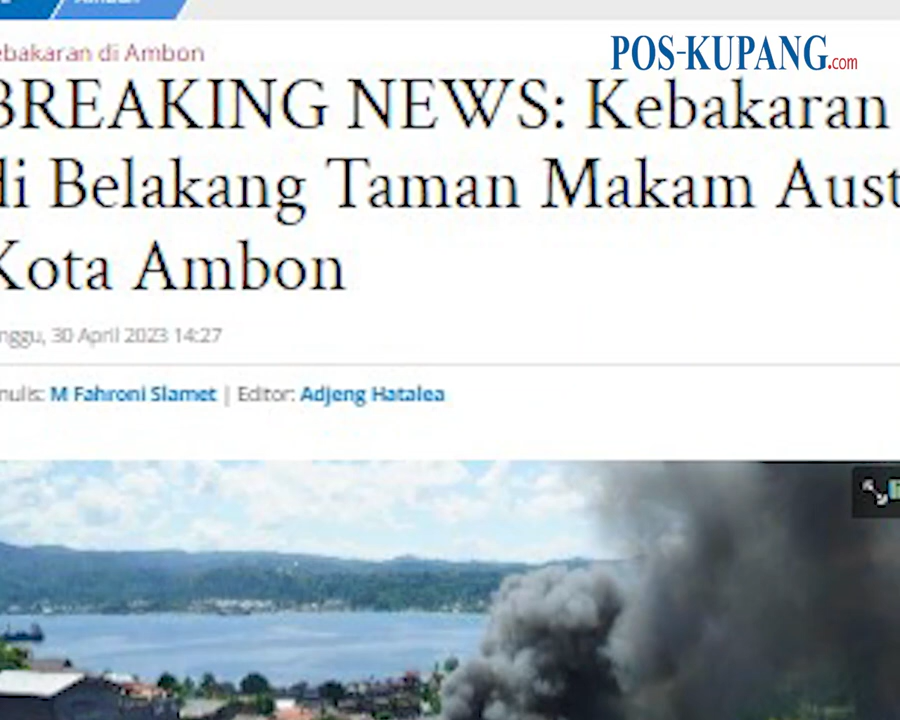 ebakaran di Ambon
POS-KUPANG.com
BREAKING NEWS: Kebakaran
di Belakang Taman Makam Aust
Kota Ambon
nggu, 30 April 2023 14:27
nulis: M Fahroni Slamet | Editor: Adjeng Hatalea